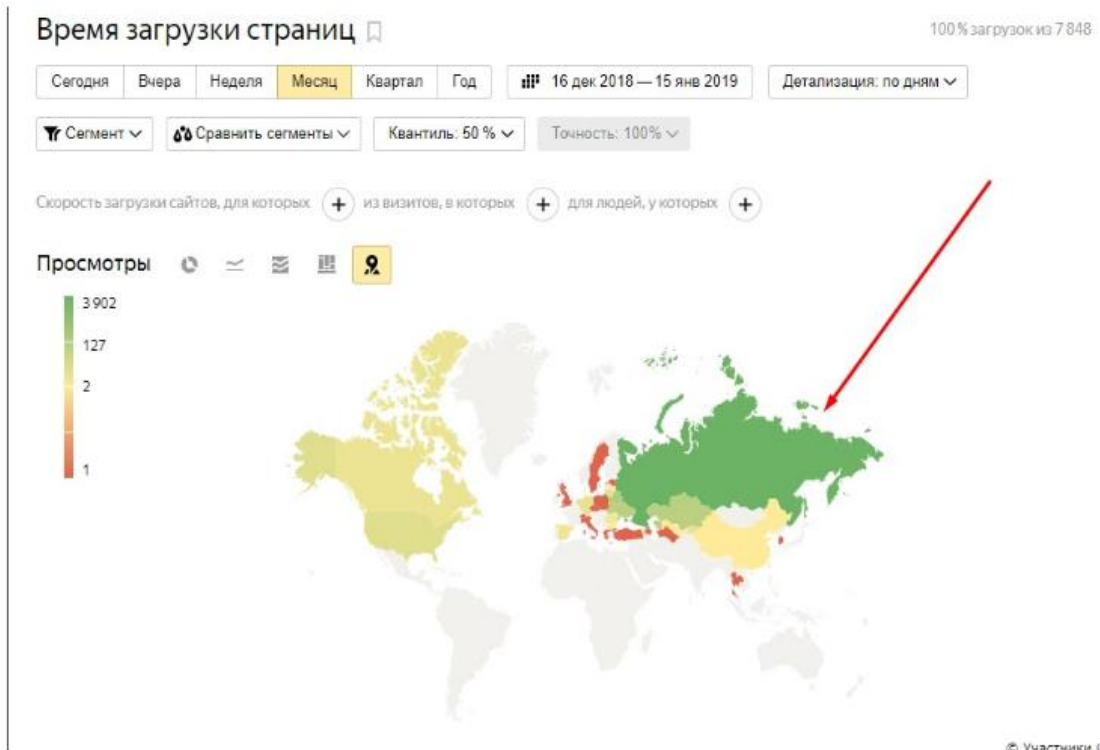 Время загрузки страниц
100 % загрузок из 7 848
Сегодня Вчера Неделя Месяц Квартал Год 16 дек 2018 — 15 янв 2019 Детализация: по дням
Сегмент Сравнить сегменты Квантиль: 50 % Точность: 100%
Скорость загрузки сайтов, для которых + из визитов, в которых + для людей, у которых +
Просмотры
3 902
127
2
1
© Участники